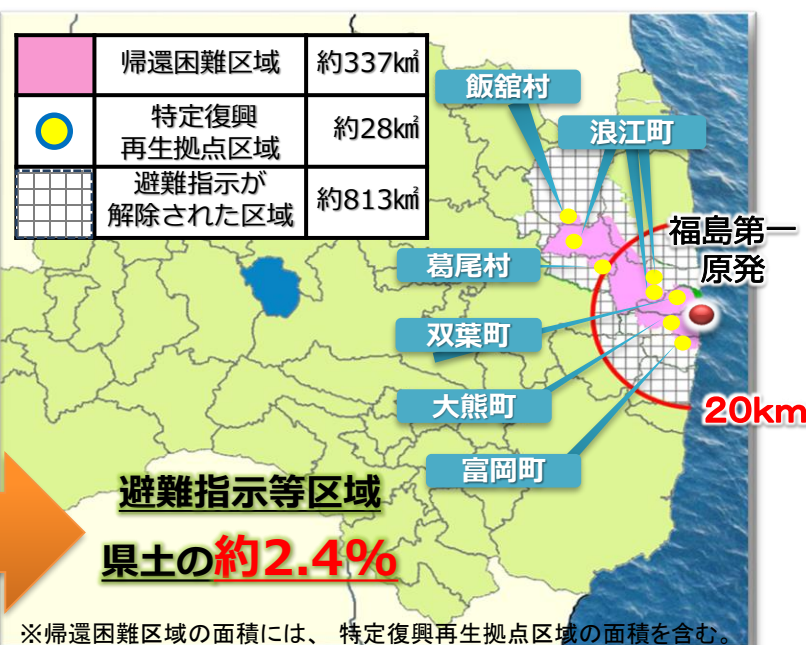 帰還困難区域 約337㎢
特定復興
再生拠点区域 約28㎢
避難指示が
解除された区域 約813㎢
飯舘村
浪江町
福島第一
原発
葛尾村
双葉町
大熊町
20km
富岡町
避難指示等区域
県土の約2.4%
※帰還困難区域の面積には、 特定復興再生拠点区域の面積を含む。